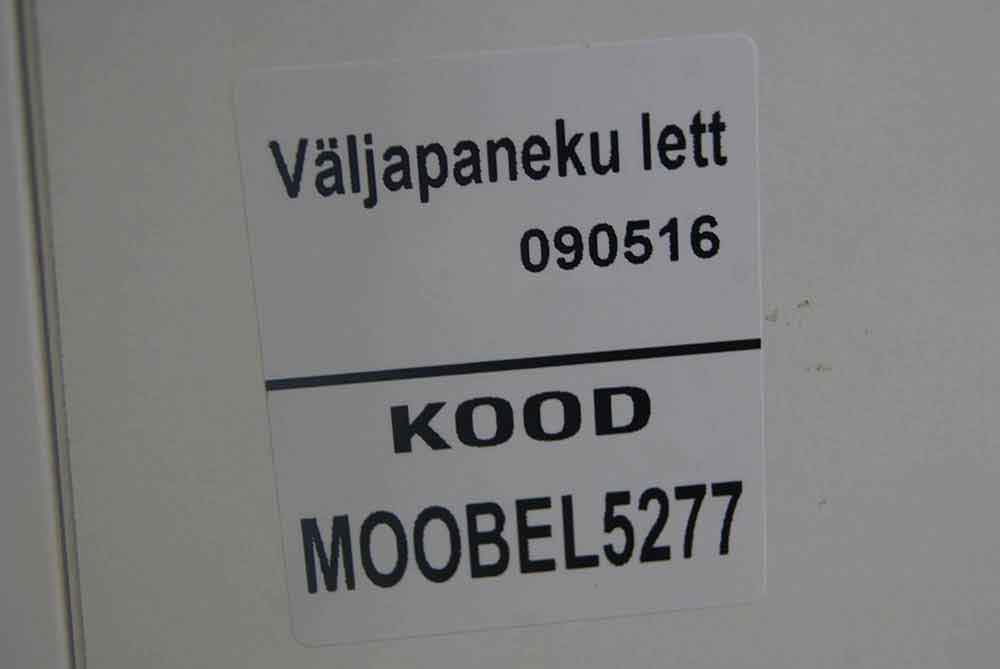 Väljapaneku lett
090516
KOOD
MOOBEL5277